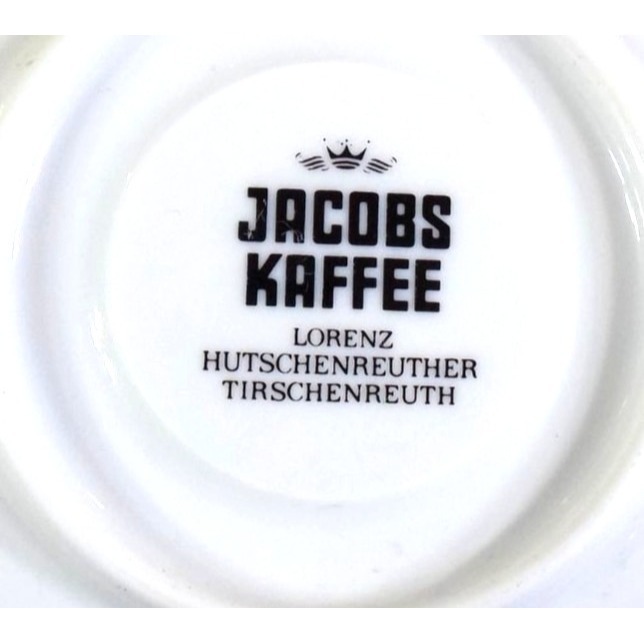 JACOBS
KAFFEE
LORENZ
HUTSCHENREUTHER
TIRSCHENREUTH